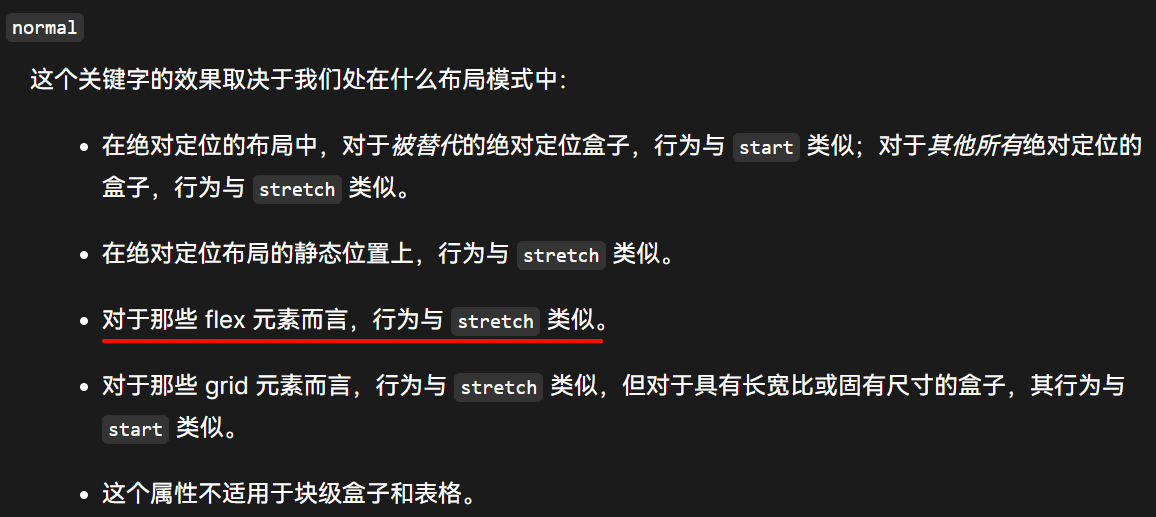 normal
这个关键字的效果取决于我们处在什么布局模式中：
• 在绝对定位的布局中，对于被替代的绝对定位盒子，行为与 start 类似；对于其他所有绝对定位的
盒子，行为与 stretch 类似。
• 在绝对定位布局的静态位置上，行为与 stretch 类似。
• 对于那些 flex 元素而言，行为与 stretch 类似。
• 对于那些 grid 元素而言，行为与 stretch 类似，但对于具有长宽比或固有尺寸的盒子，其行为与
start 类似。
• 这个属性不适用于块级盒子和表格。